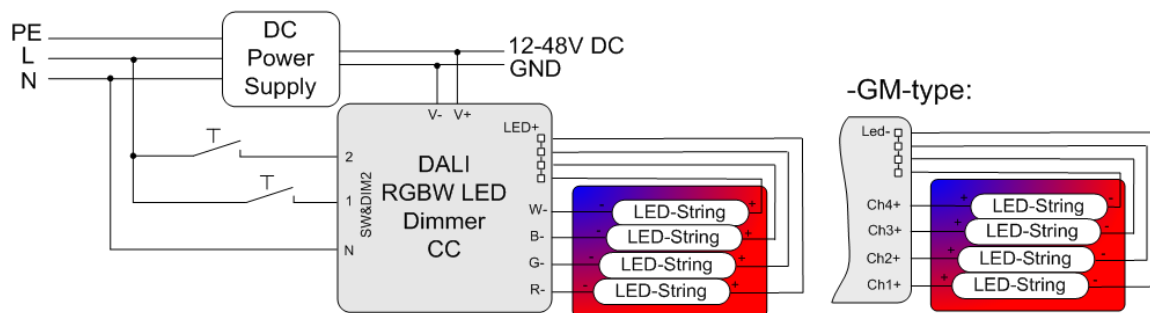 PE
L
N
DC
Power
Supply
12-48V DC
GND
V- V+
LED+
2
1
N
SW&DIM2
DALI
RGBW LED
Dimmer
CC
W-
B-
G-
R-
- LED-String +
- LED-String +
- LED-String +
- LED-String +
-GM-type:
Led-
Ch4+
Ch3+
Ch2+
Ch1+
+ LED-String -
+ LED-String -
+ LED-String -
+ LED-String -